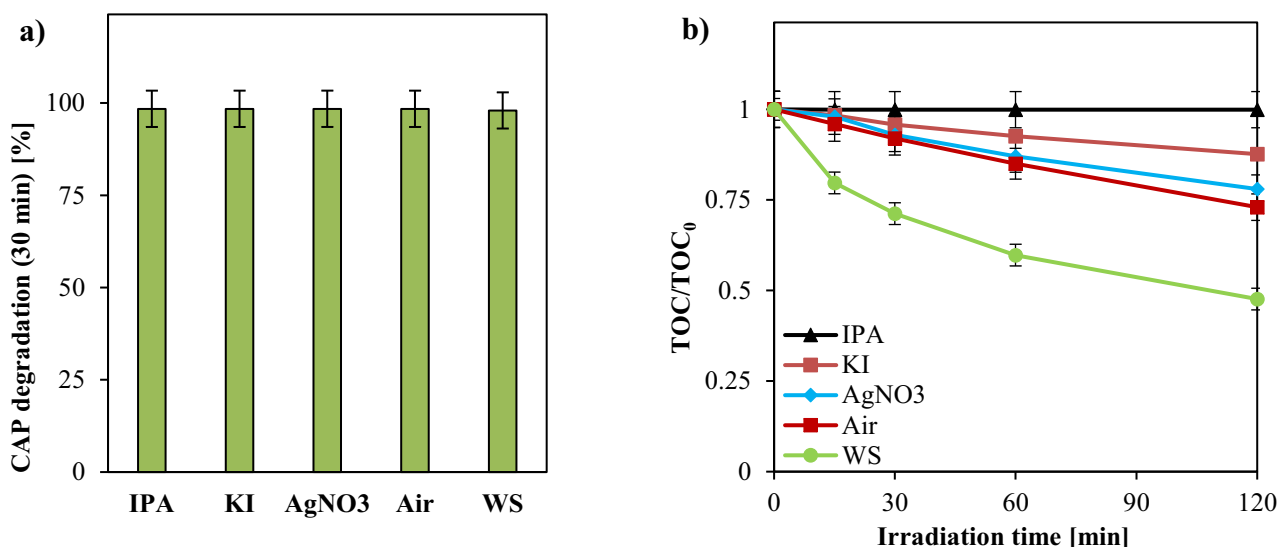 a)
CAP degradation (30 min) [%]
100
75
50
25
0
IPA KI AgNO3 Air WS
b)
TOC/TOC₀
1
0.75
0.5
0.25
0
IPA
KI
AgNO3
Air
WS
0 30 60 90 120
Irradiation time [min]